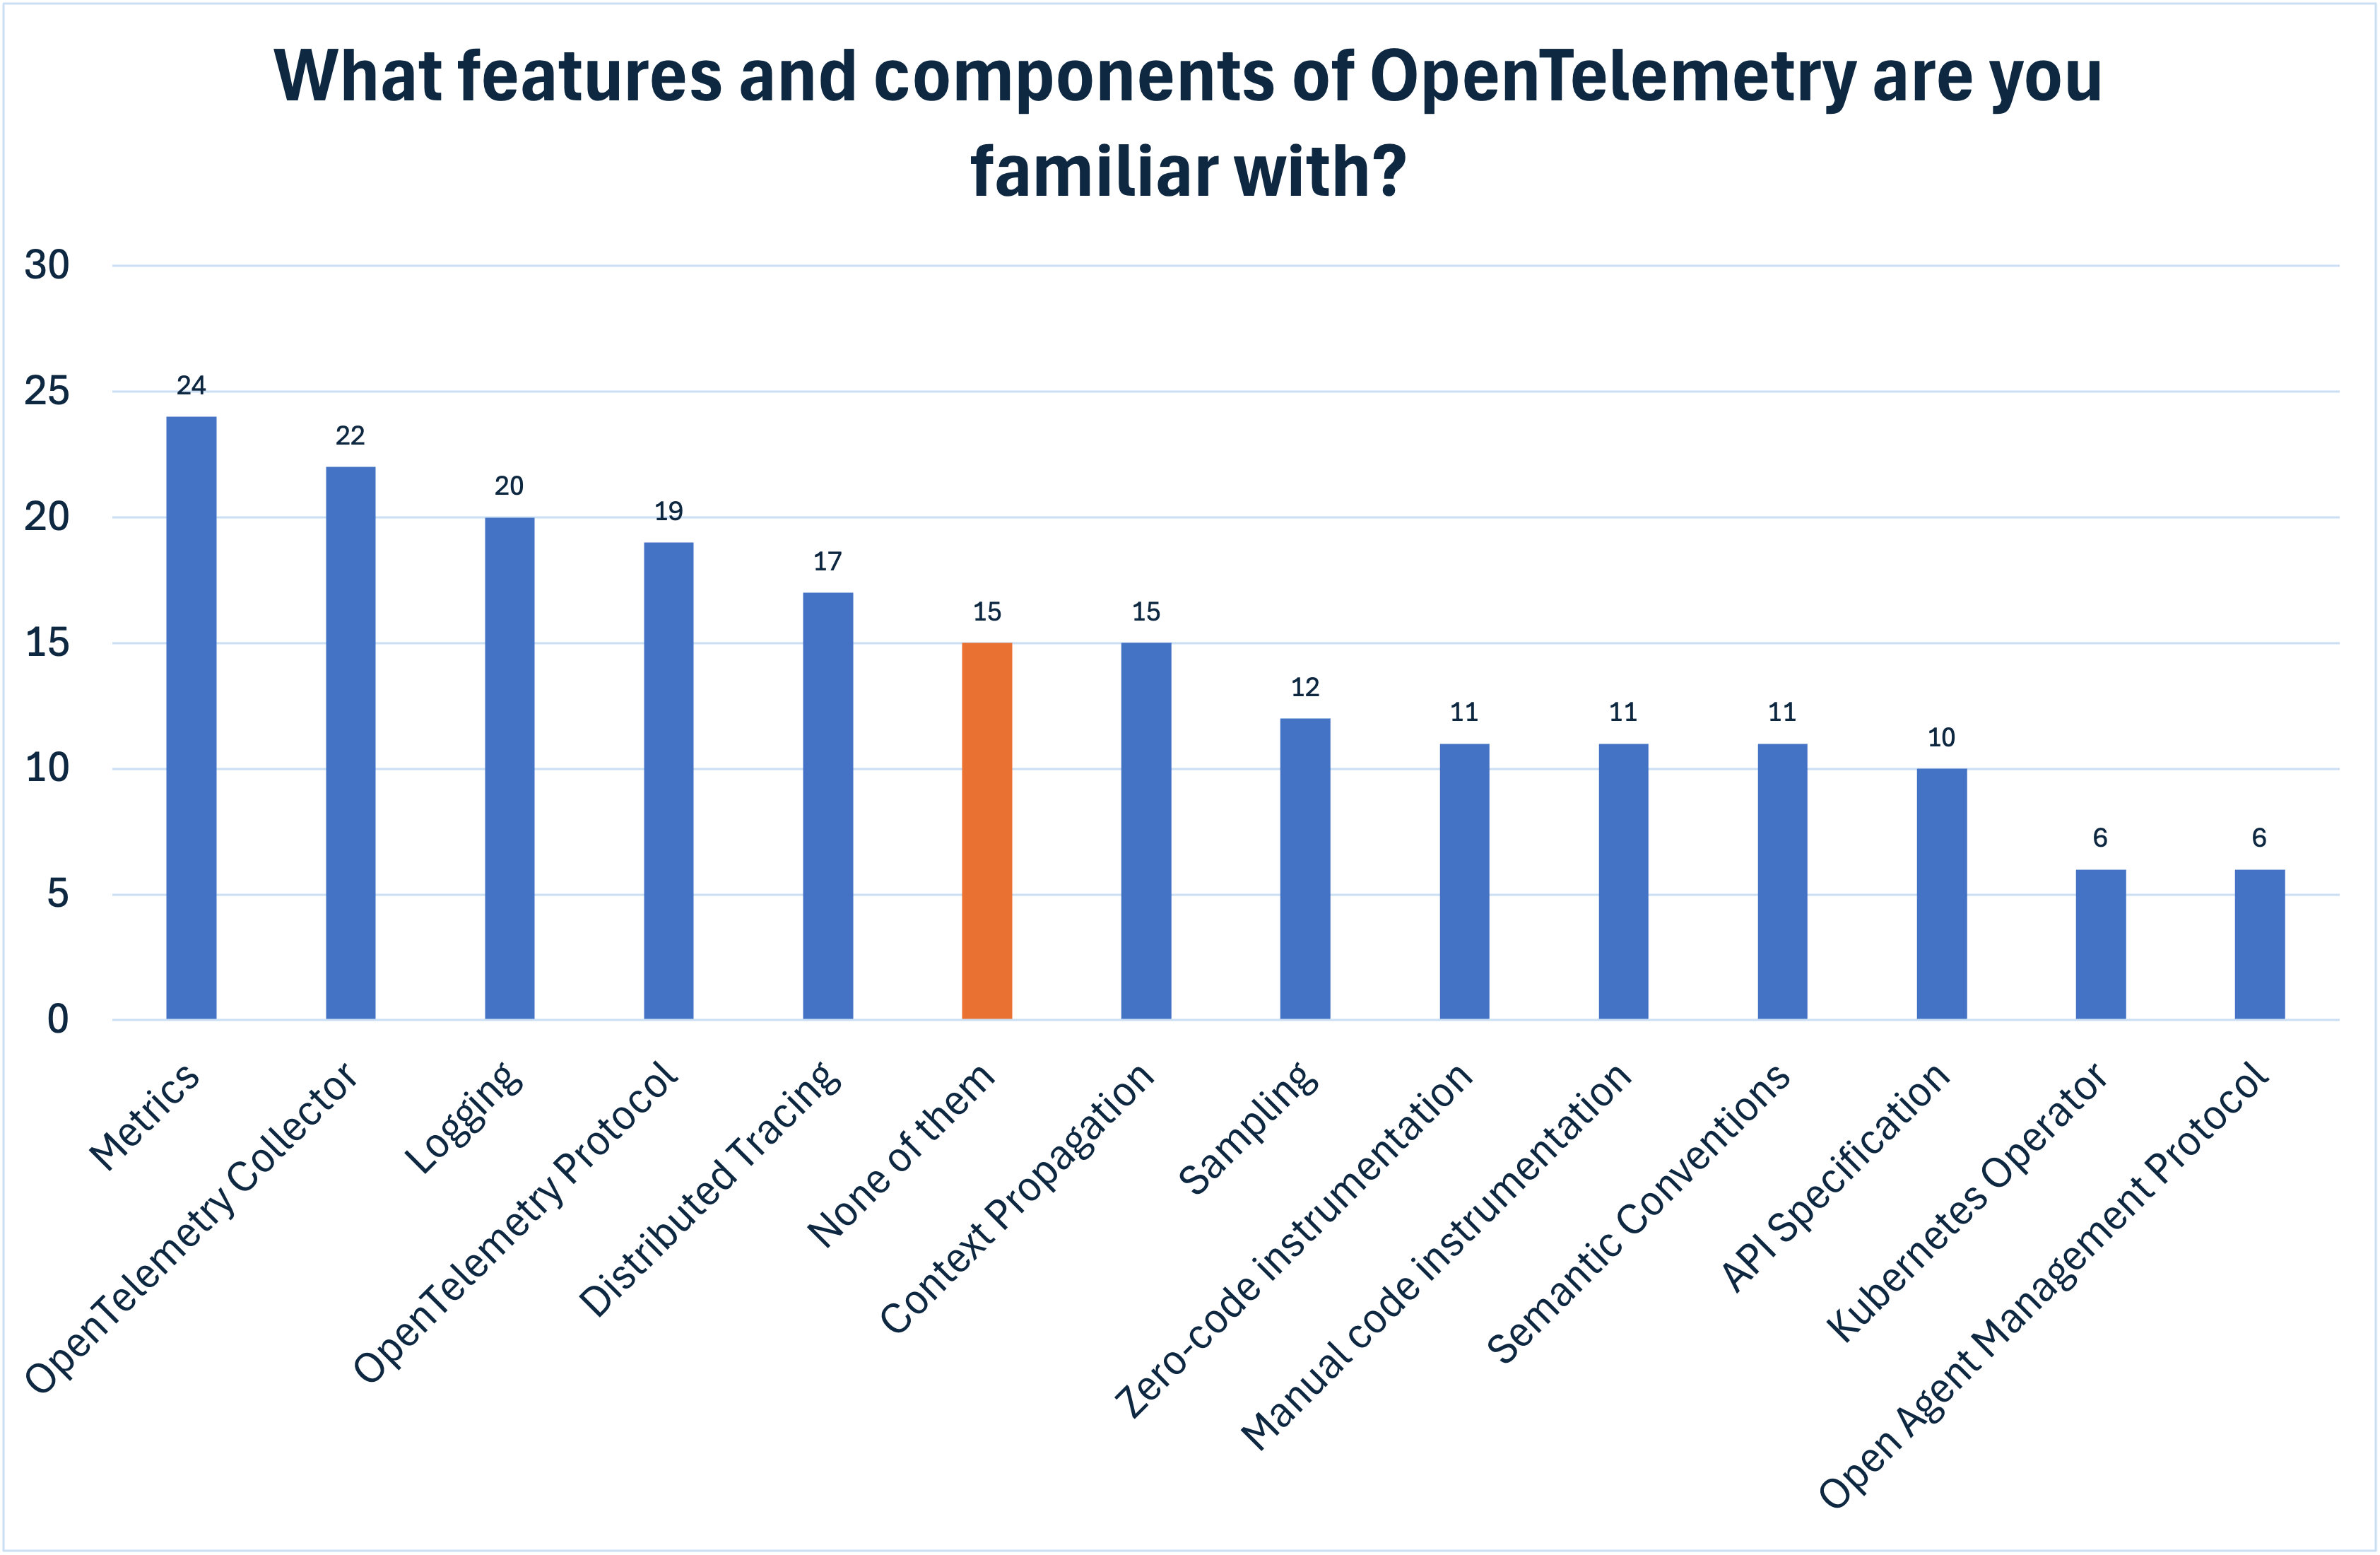 What features and components of OpenTelemetry are you
familiar with?
30
25
20
15
10
5
0
24
22
20
19
17
15
15
12
11
11
11
10
6
6
Metrics
OpenTelemetry Collector
Logging
OpenTelemetry Protocol
Distributed Tracing
None of them
Context Propagation
Sampling
Zero-code instrumentation
Manual code instrumentation
Semantic Conventions
API Specification
Kubernetes Operator
Open Agent Management Protocol